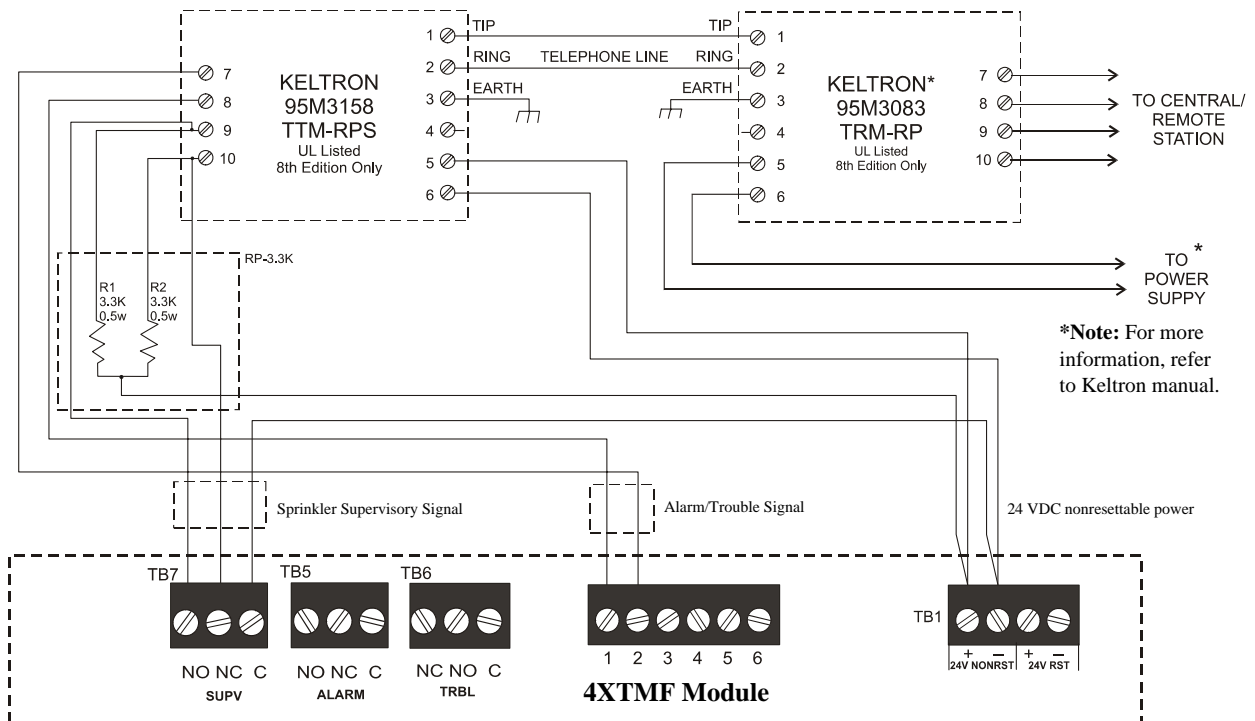 TIP TIP
1 1
RING TELEPHONE LINE RING
2 2
EARTH EARTH
3 3
4 4
5 5
6 6
7
8
9
10
KELTRON
95M3158
TTM-RPS
UL Listed
8th Edition Only
KELTRON*
95M3083
TRM-RP
UL Listed
8th Edition Only
7
8
9
10
TO CENTRAL/
REMOTE
STATION
TO *
POWER
SUPPY
*Note: For more
information, refer
to Keltron manual.
RP-3.3K
R1 R2
3.3K 3.3K
0.5w 0.5w
Sprinkler Supervisory Signal
Alarm/Trouble Signal
24 VDC nonresettable power
TB7 TB5 TB6
TB1
NO NC C NO NC C NC NO C
SUPV ALARM TRBL
1 2 3 4 5 6
4XTMF Module
+ − + −
24V NONRST 24V RST